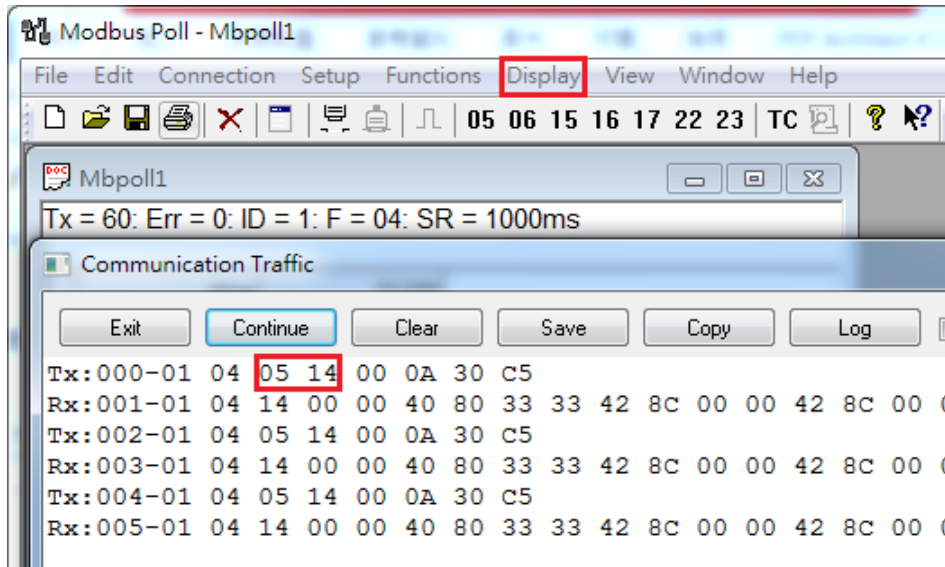 Modbus Poll - Mbpoll1
File Edit Connection Setup Functions Display View Window Help
05 06 15 16 17 22 23 TC
Mbpoll1
Tx = 60: Err = 0: ID = 1: F = 04: SR = 1000ms
Communication Traffic
Exit Continue Clear Save Copy Log
Tx:000-01 04 05 14 00 0A 30 C5
Rx:001-01 04 14 00 00 40 80 33 33 42 8C 00 00 42 8C 00
Tx:002-01 04 05 14 00 0A 30 C5
Rx:003-01 04 14 00 00 40 80 33 33 42 8C 00 00 42 8C 00
Tx:004-01 04 05 14 00 0A 30 C5
Rx:005-01 04 14 00 00 40 80 33 33 42 8C 00 00 42 8C 00